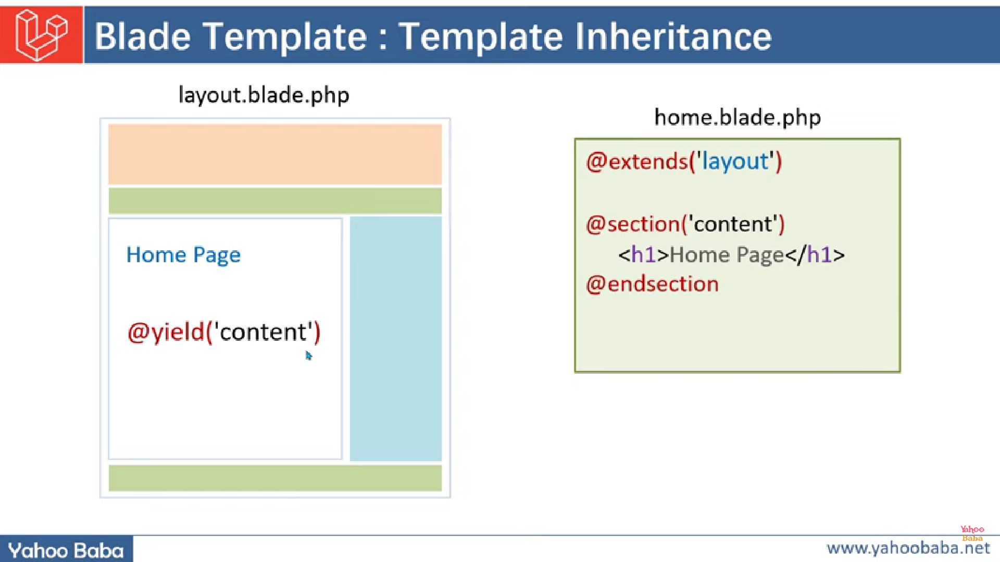 Blade Template : Template Inheritance
layout.blade.php
Home Page
@yield('content')
home.blade.php
@extends('layout')
@section('content')
<h1>Home Page</h1>
@endsection
Yahoo Baba
Yahoo
Baba
www.yahoobaba.net